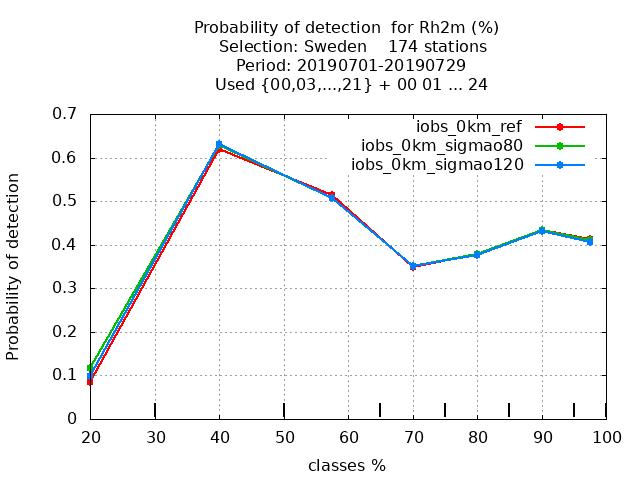 Probability of detection  for Rh2m (%)
Selection: Sweden    174 stations
Period: 20190701-20190729
Used {00,03,...,21} + 00 01 ... 24
iobs_0km_ref
iobs_0km_sigmao80
iobs_0km_sigmao120
Probability of detection
0.7
0.6
0.5
0.4
0.3
0.2
0.1
0
20 30 40 50 60 70 80 90 100
classes %